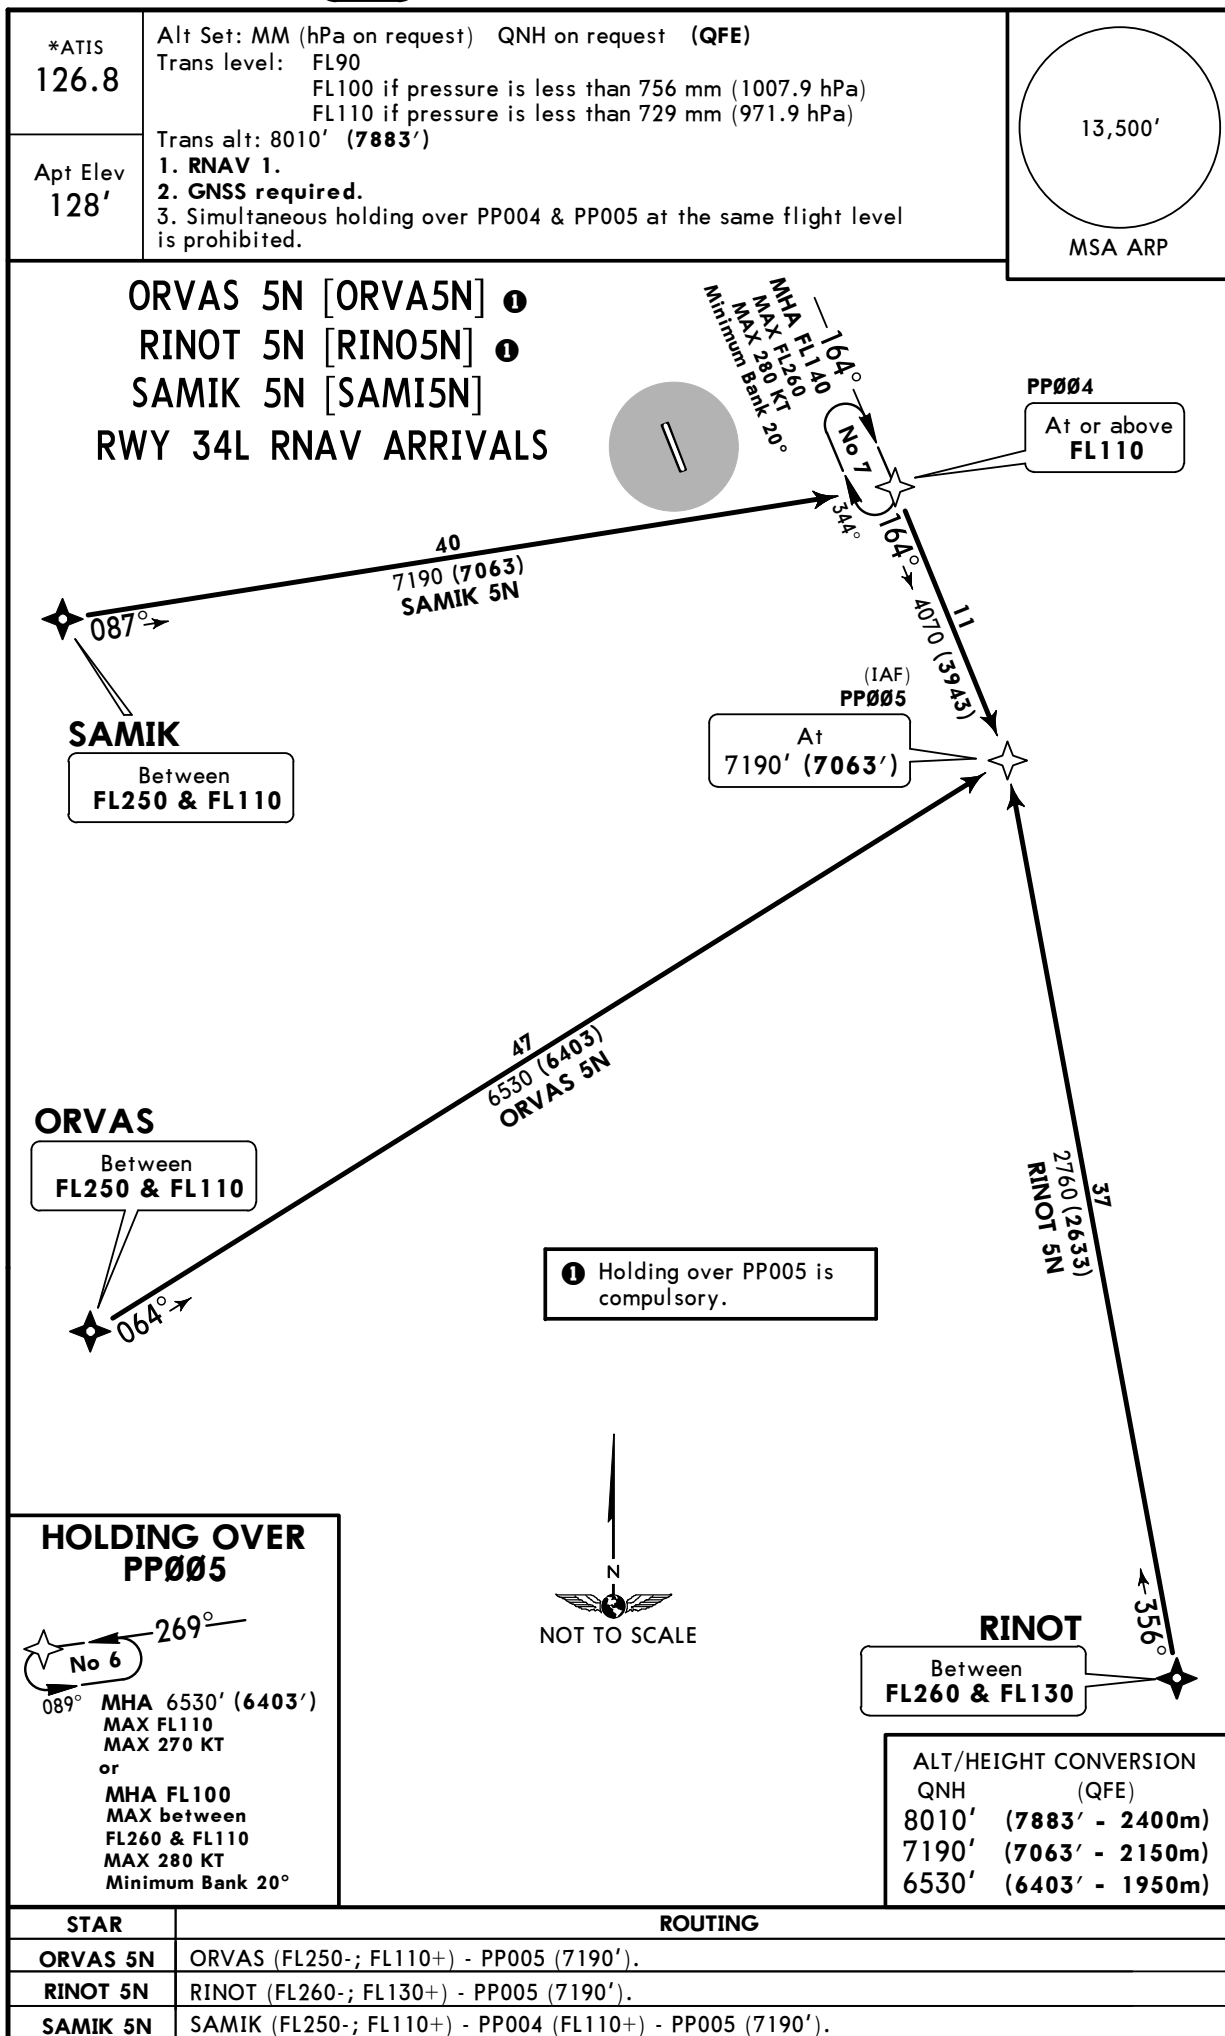 *ATIS
126.8
Apt Elev
128'
Alt Set: MM (hPa on request) QNH on request (QFE)
Trans level: FL90
FL100 if pressure is less than 756 mm (1007.9 hPa)
FL110 if pressure is less than 729 mm (971.9 hPa)
Trans alt: 8010' (7883')
1. RNAV 1.
2. GNSS required.
3. Simultaneous holding over PP004 & PP005 at the same flight level
is prohibited.
13,500'
MSA ARP
ORVAS 5N [ORVA5N] ❶
RINOT 5N [RINO5N] ❶
SAMIK 5N [SAMI5N]
RWY 34L RNAV ARRIVALS
MHA FL140
MAX FL260
MAX 280 KT
Minimum Bank 20°
164°
No 7
344°
PPØØ4
At or above
FL110
40
7190 (7063)
SAMIK 5N
087°
SAMIK
Between
FL250 & FL110
164°
11
4070 (3943)
(IAF)
PPØØ5
At
7190' (7063')
47
6530 (6403)
ORVAS 5N
ORVAS
Between
FL250 & FL110
064°
37
2760 (2633)
RINOT 5N
❶ Holding over PP005 is
compulsory.
N
NOT TO SCALE
356°
RINOT
Between
FL260 & FL130
HOLDING OVER
PPØØ5
269°
No 6
089°
MHA 6530' (6403')
MAX FL110
MAX 270 KT
or
MHA FL100
MAX between
FL260 & FL110
MAX 280 KT
Minimum Bank 20°
ALT/HEIGHT CONVERSION
QNH (QFE)
8010' (7883' - 2400m)
7190' (7063' - 2150m)
6530' (6403' - 1950m)
STAR ROUTING
ORVAS 5N ORVAS (FL250-; FL110+) - PP005 (7190').
RINOT 5N RINOT (FL260-; FL130+) - PP005 (7190').
SAMIK 5N SAMIK (FL250-; FL110+) - PP004 (FL110+) - PP005 (7190').